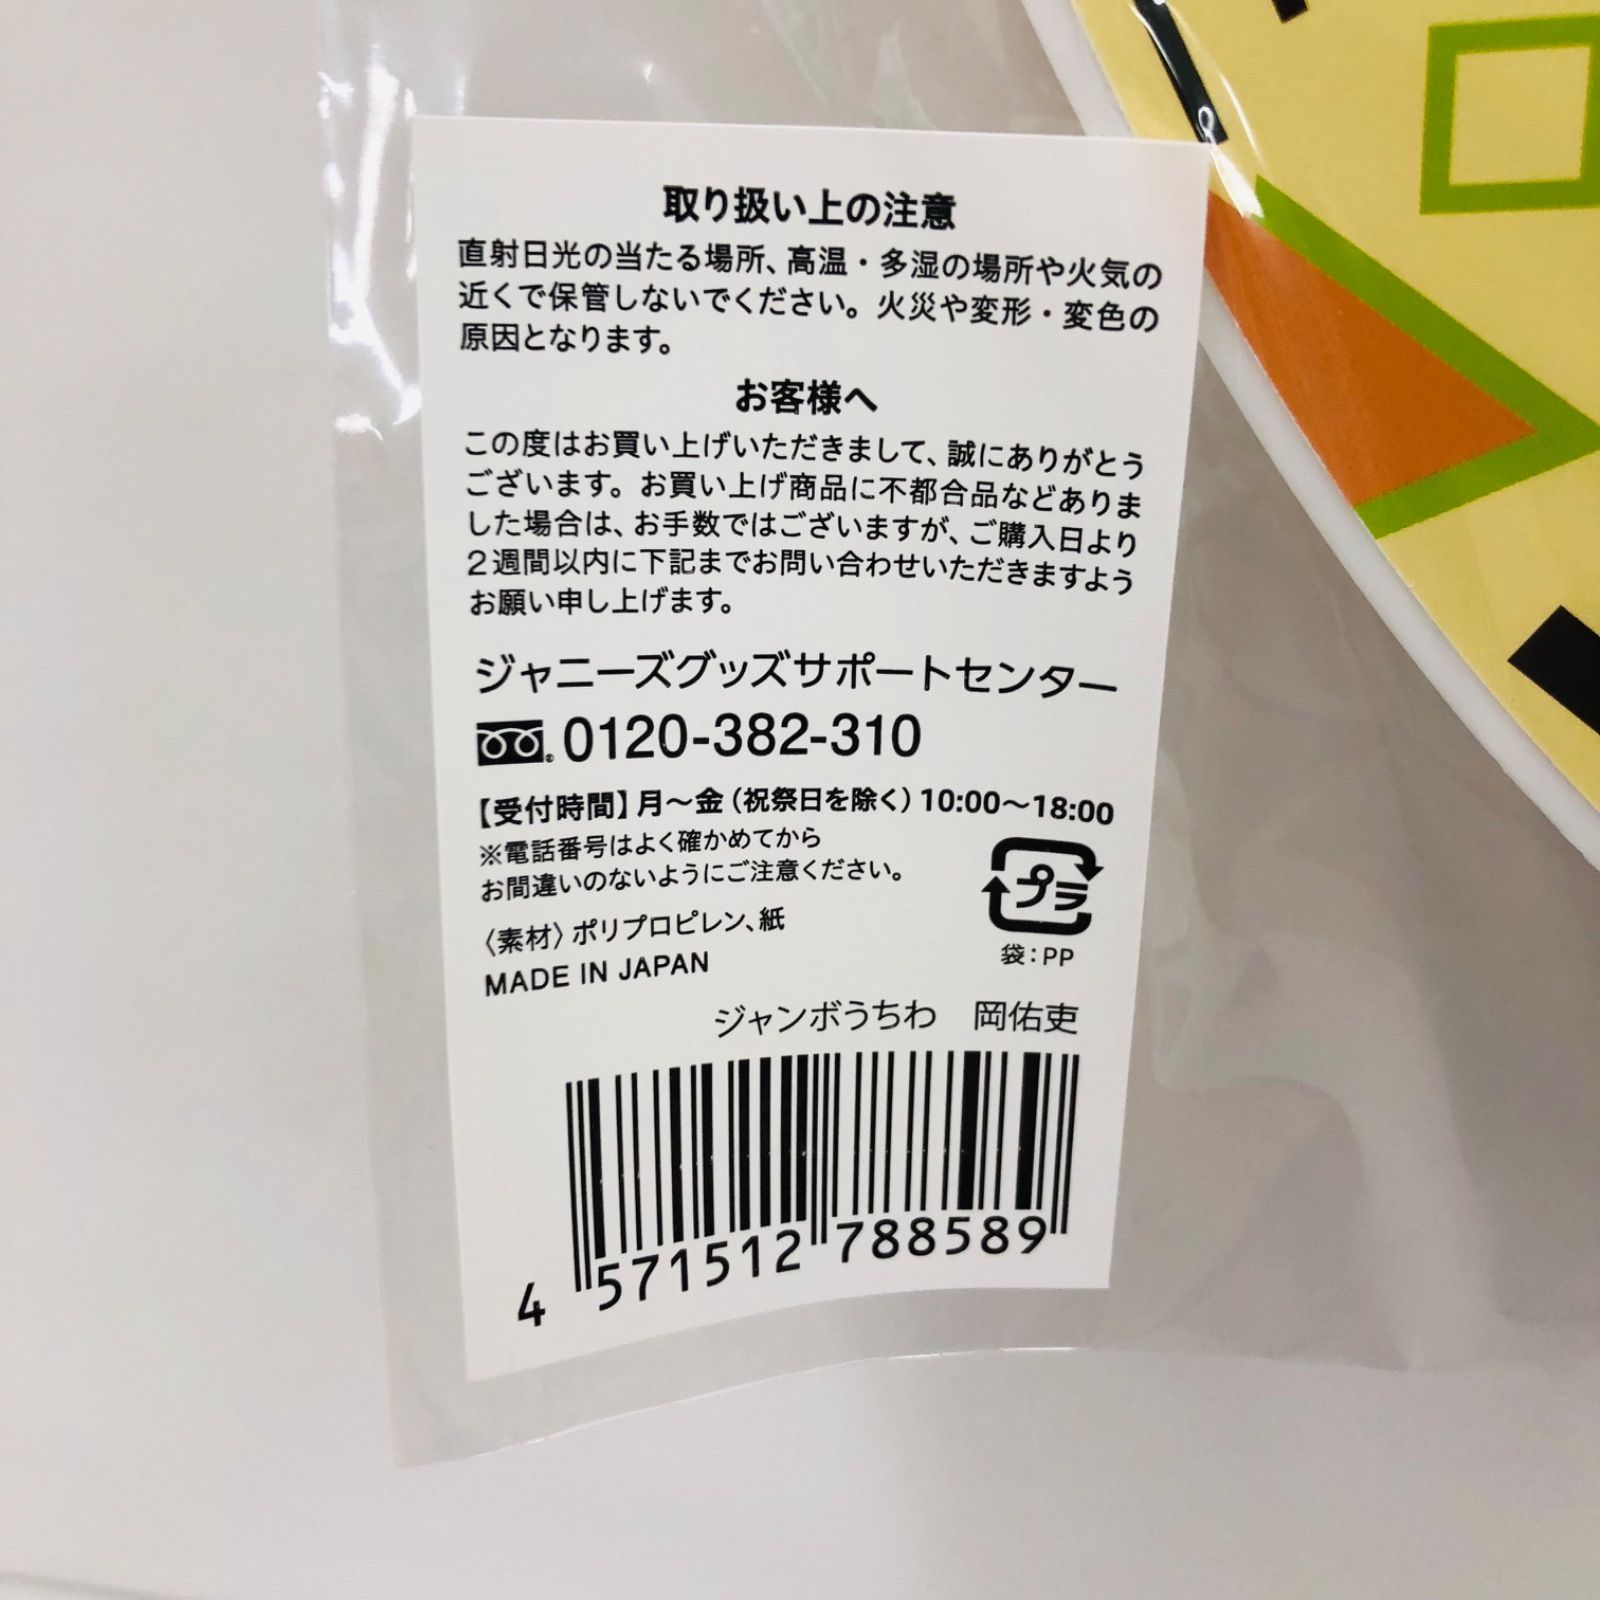 取り扱い上の注意
直射日光の当たる場所、高温・多湿の場所や火気の
近くで保管しないでください。火災や変形・変色の
原因となります。
お客様へ
この度はお買い上げいただきまして、誠にありがとう
ございます。お買い上げ商品に不都合品などありま
した場合は、お手数ではございますが、ご購入日より
2週間以内に下記までお問い合わせいただきますよう
お願い申し上げます。
ジャニーズグッズサポートセンター
0120-382-310
【受付時間】月～金（祝祭日を除く）10:00～18:00
※電話番号はよく確かめてから
お間違いのないようにご注意ください。
プラ
袋：PP
〈素材〉ポリプロピレン、紙
MADE IN JAPAN
ジャンボうちわ 岡佑吏
4 571512 788589